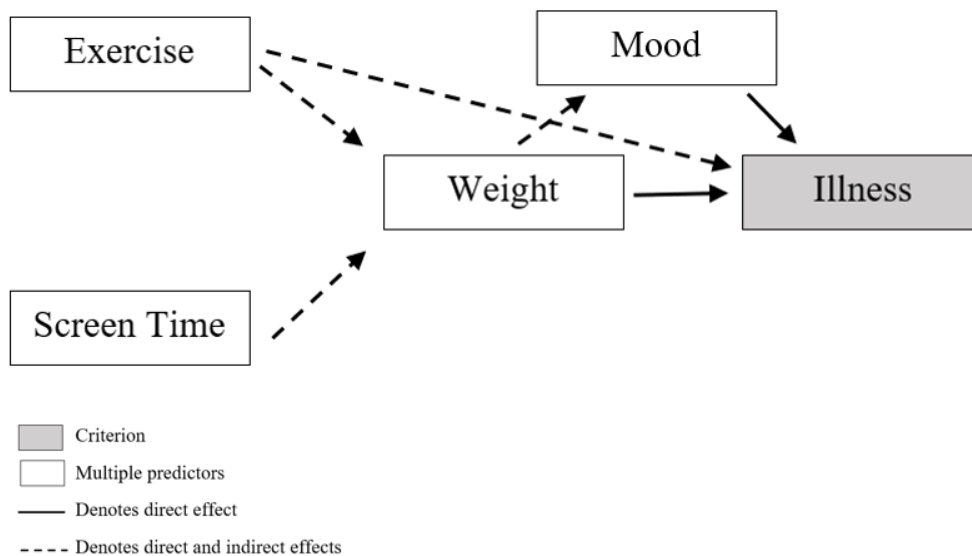 Exercise
Mood
Weight
Illness
Screen Time
Criterion
Multiple predictors
Denotes direct effect
Denotes direct and indirect effects